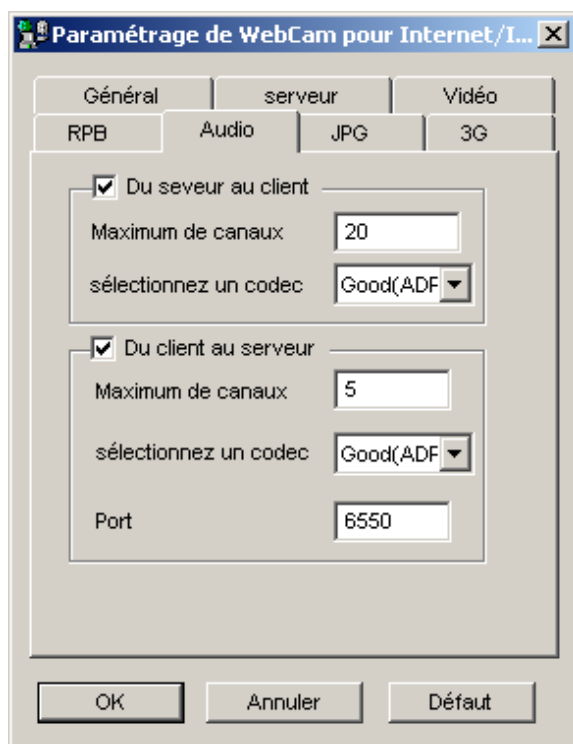 Paramétrage de WebCam pour Internet/I...
Général serveur Vidéo
RPB Audio JPG 3G
Du seveur au client
Maximum de canaux 20
sélectionnez un codec Good(ADF
Du client au serveur
Maximum de canaux 5
sélectionnez un codec Good(ADF
Port 6550
OK Annuler Défaut